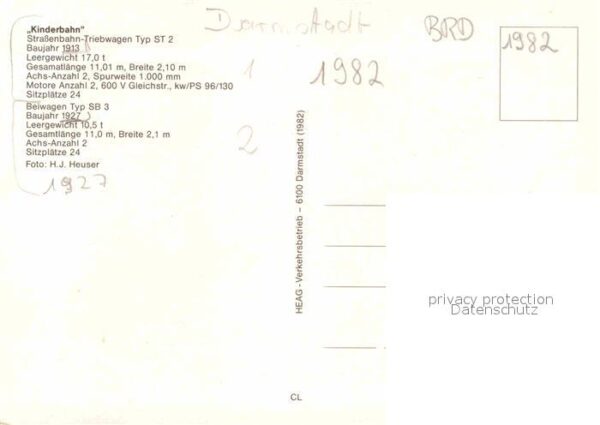 Darmstadt
BRD
1982
„Kinderbahn"
Straßenbahn-Triebwagen Typ ST 2
Baujahr 1913
Leergewicht 17,0 t
Gesamatlänge 11,01 m, Breite 2,10 m
Achs-Anzahl 2, Spurweite 1.000 mm
Motore Anzahl 2, 600 V Gleichstr., kw/PS 96/130
Sitzplätze 24
1
1982
Beiwagen Typ SB 3
Baujahr 1927
Leergewicht 10,5 t
Gesamtlänge 11,0 m, Breite 2,1 m
Achs-Anzahl 2
Sitzplätze 24
2
Foto: H.J. Heuser
1927
HEAG - Verkehrsbetrieb – 6100 Darmstadt (1982)
privacy protection
Datenschutz
CL